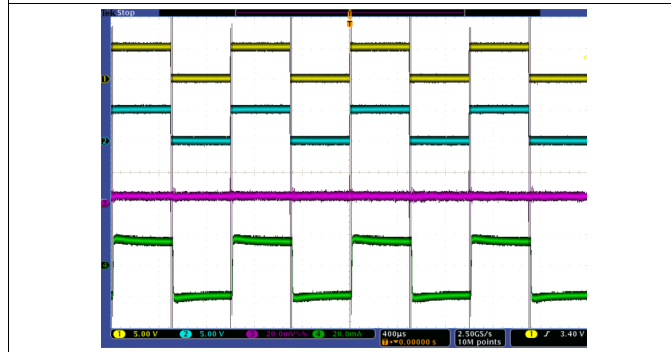 Tek Stop
T
1
2
3
4
1 5.00 V 2 5.00 V 3 20.0mV 4 20.0mA 400µs 2.50GS/s 1 3.40 V
T 0.00000 s 10M points